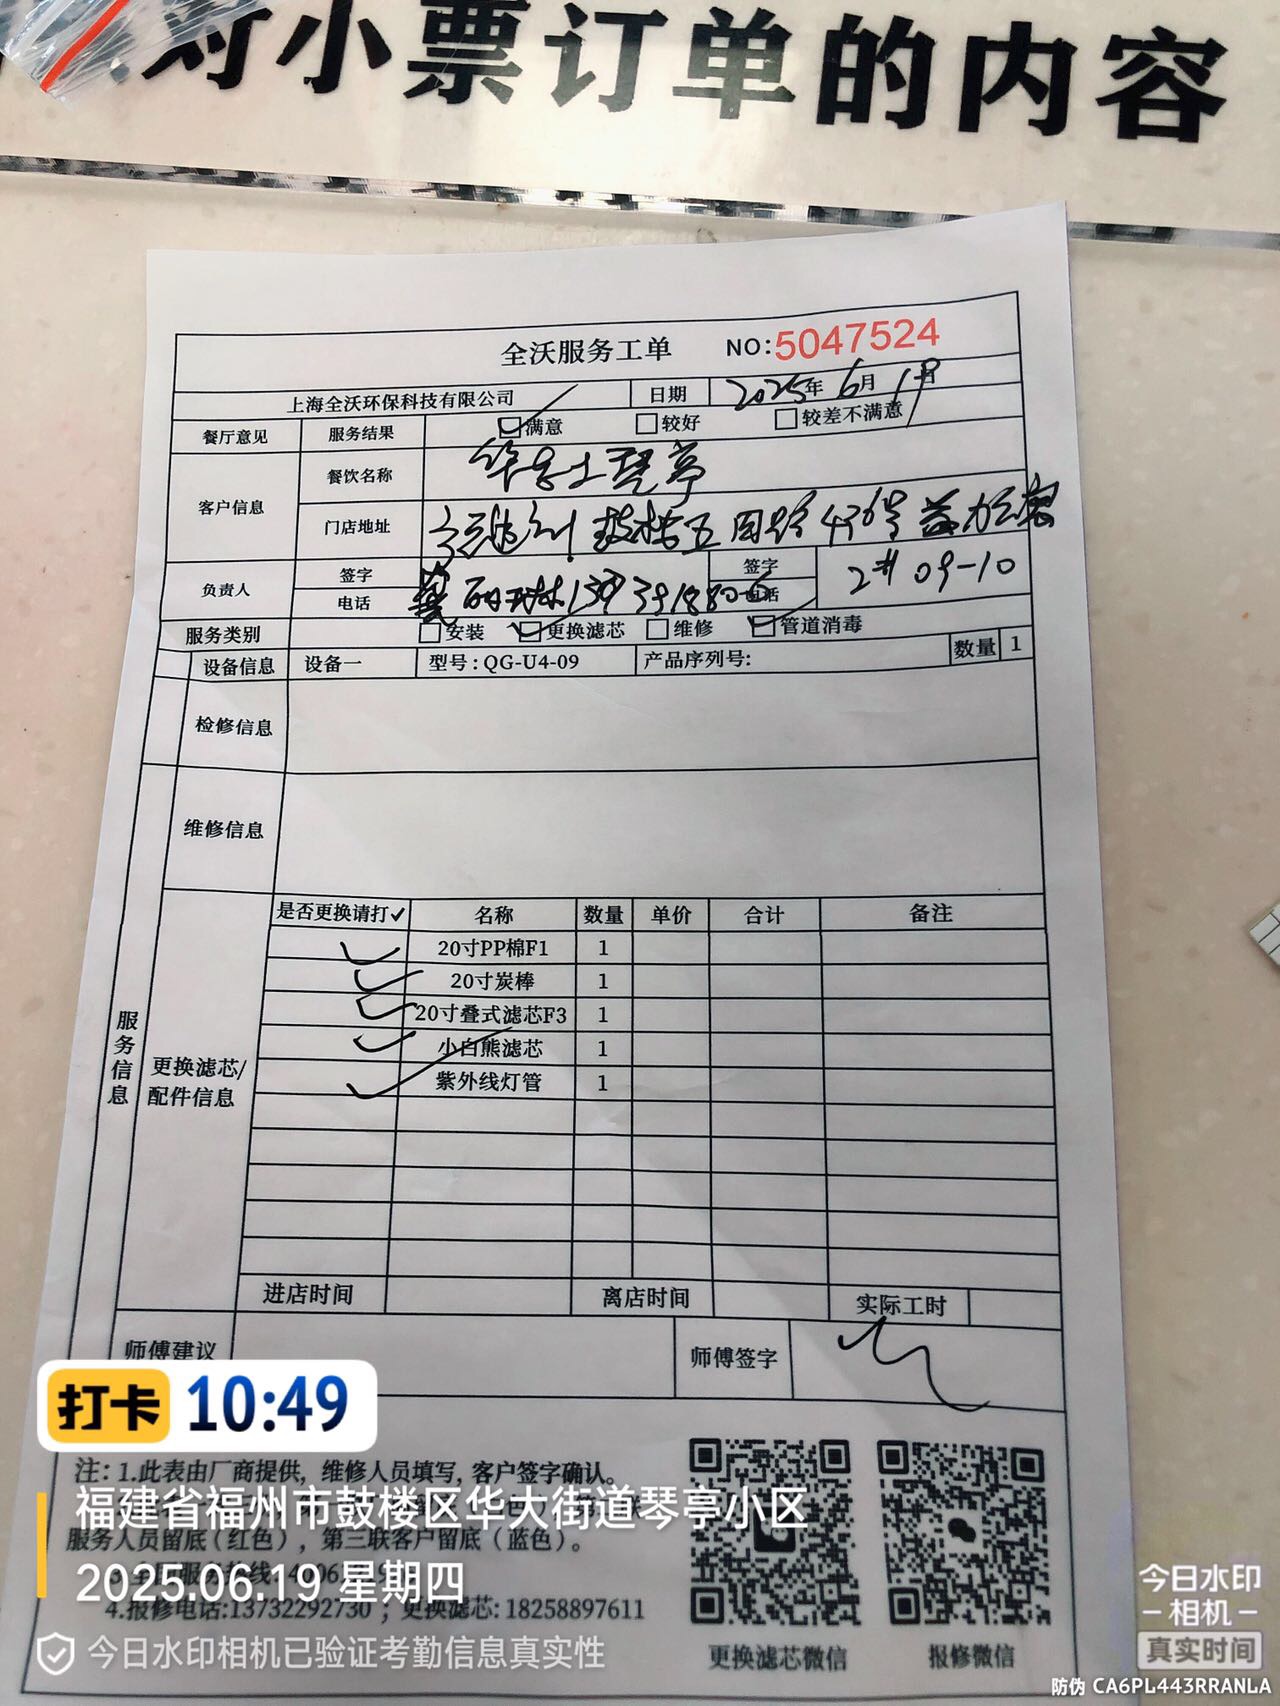 对小票订单的内容
全沃服务工单 NO:5047524
上海全沃环保科技有限公司 日期 2025年6月19日
餐厅意见 服务结果 满意 较好 较差不满意
客户信息 餐饮名称 华莱士琴亭
门店地址 五四路436号
负责人 签字 签字 2# 09-10
电话 电话
服务类别 安装 更换滤芯 维修 管道消毒
设备信息 设备一 型号:QG-U4-09 产品序列号: 数量 1
检修信息
维修信息
服务信息
更换滤芯/配件信息
是否更换请打✓ 名称 数量 单价 合计 备注
✓ 20寸PP棉F1 1
✓ 20寸炭棒 1
✓ 20寸叠式滤芯F3 1
✓ 小白熊滤芯 1
✓ 紫外线灯管 1
进店时间 离店时间 实际工时
师傅建议 师傅签字
打卡 10:49
注:1.此表由厂商提供,维修人员填写,客户签字确认。
福建省福州市鼓楼区华大街道琴亭小区
服务人员留底(红色),第三联客户留底(蓝色)。
2025.06.19 星期四
4.报修电话:13732292730;更换滤芯:18258897611
更换滤芯微信 报修微信
今日水印相机已验证考勤信息真实性
今日水印
相机
真实时间
防伪 CA6PL443RRANLA